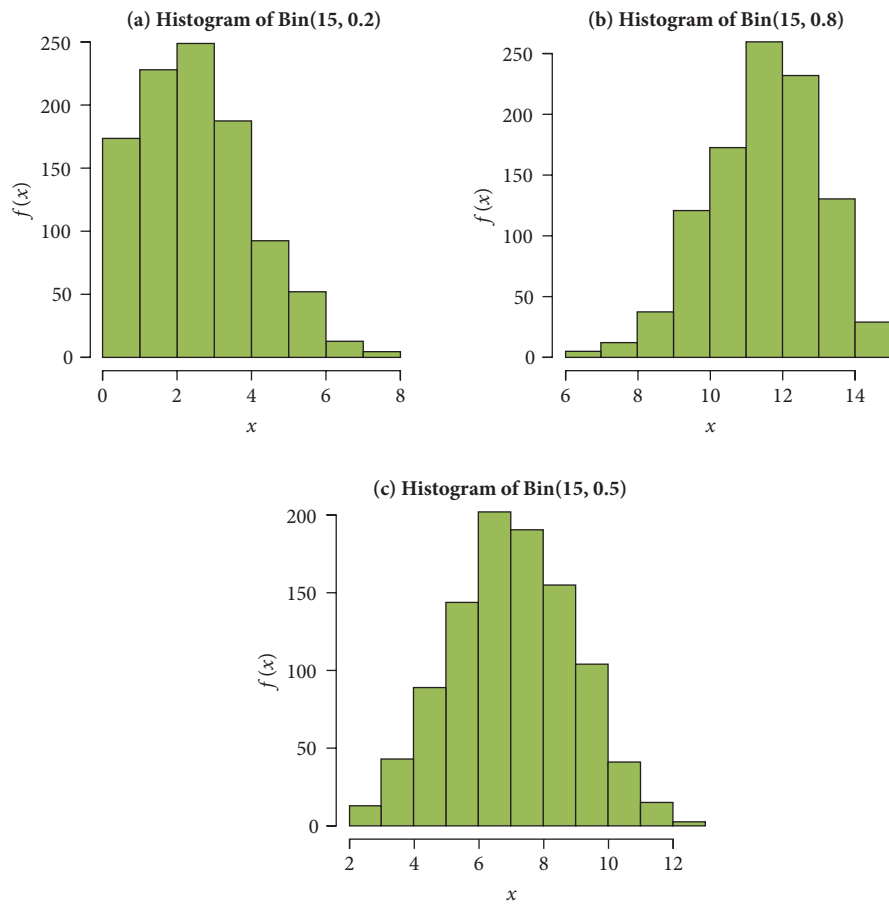 (a) Histogram of Bin(15, 0.2)
250
200
150
100
50
0
f (x)
0 2 4 6 8
x
(b) Histogram of Bin(15, 0.8)
250
200
150
100
50
0
f (x)
6 8 10 12 14
x
(c) Histogram of Bin(15, 0.5)
200
150
100
50
0
f (x)
2 4 6 8 10 12
x